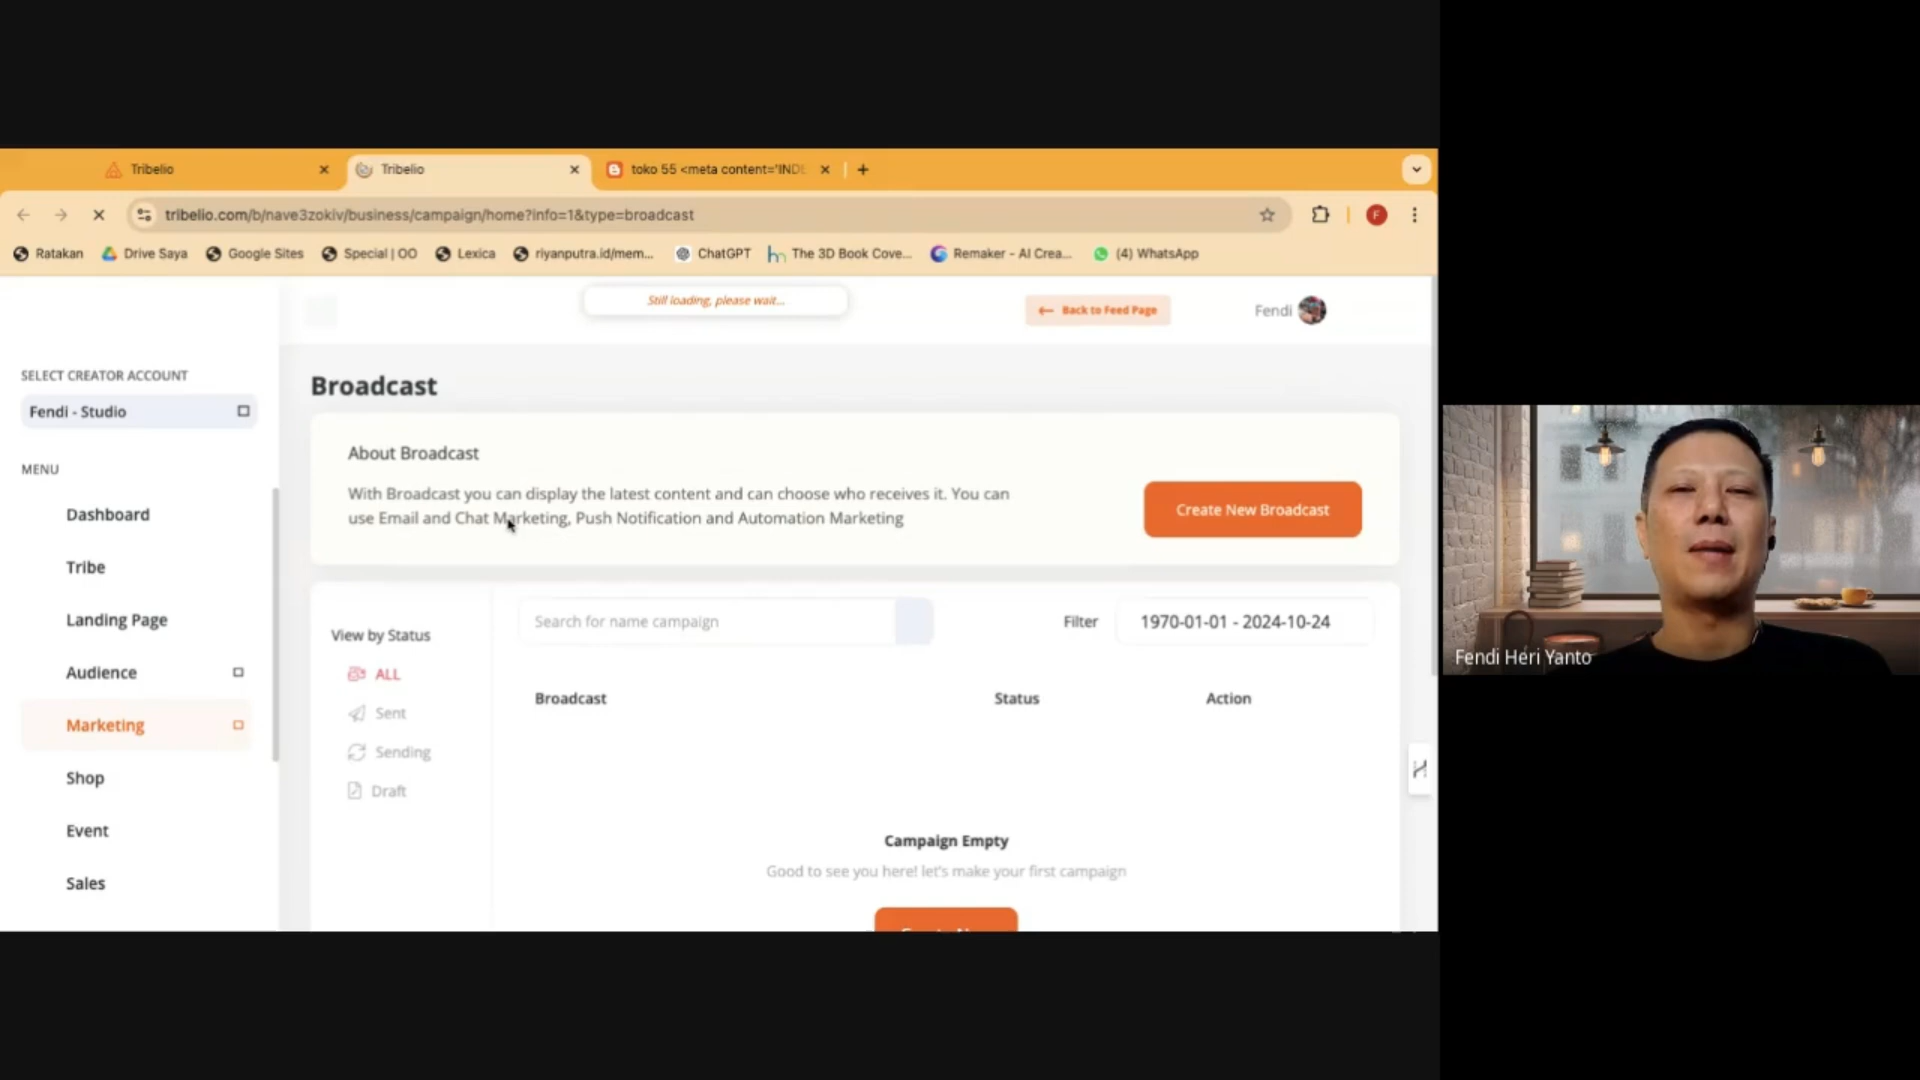 Tribelio
Tribelio
toko 55 <meta content='IND
tribelio.com/b/nave3zokiv/business/campaign/home?info=1&type=broadcast
F
Ratakan
Drive Saya
Google Sites
Special | OO
Lexica
riyanputra.id/mem...
ChatGPT
The 3D Book Cove...
Remaker - AI Crea...
(4) WhatsApp
Still loading, please wait...
Back to Feed Page
Fendi
SELECT CREATOR ACCOUNT
Fendi - Studio
MENU
Dashboard
Tribe
Landing Page
Audience
Marketing
Shop
Event
Sales
Broadcast
About Broadcast
With Broadcast you can display the latest content and can choose who receives it. You can
use Email and Chat Marketing, Push Notification and Automation Marketing
Create New Broadcast
View by Status
ALL
Sent
Sending
Draft
Search for name campaign
Filter
1970-01-01 - 2024-10-24
Broadcast
Status
Action
Campaign Empty
Good to see you here! let's make your first campaign
Fendi Heri Yanto